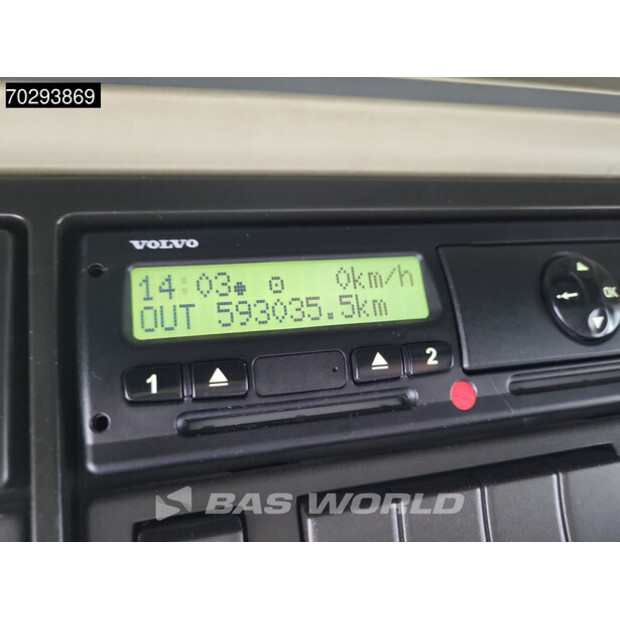 70293869
VOLVO
14:03 0km/h
OUT 593035.5km
1 2
OK
BAS WORLD